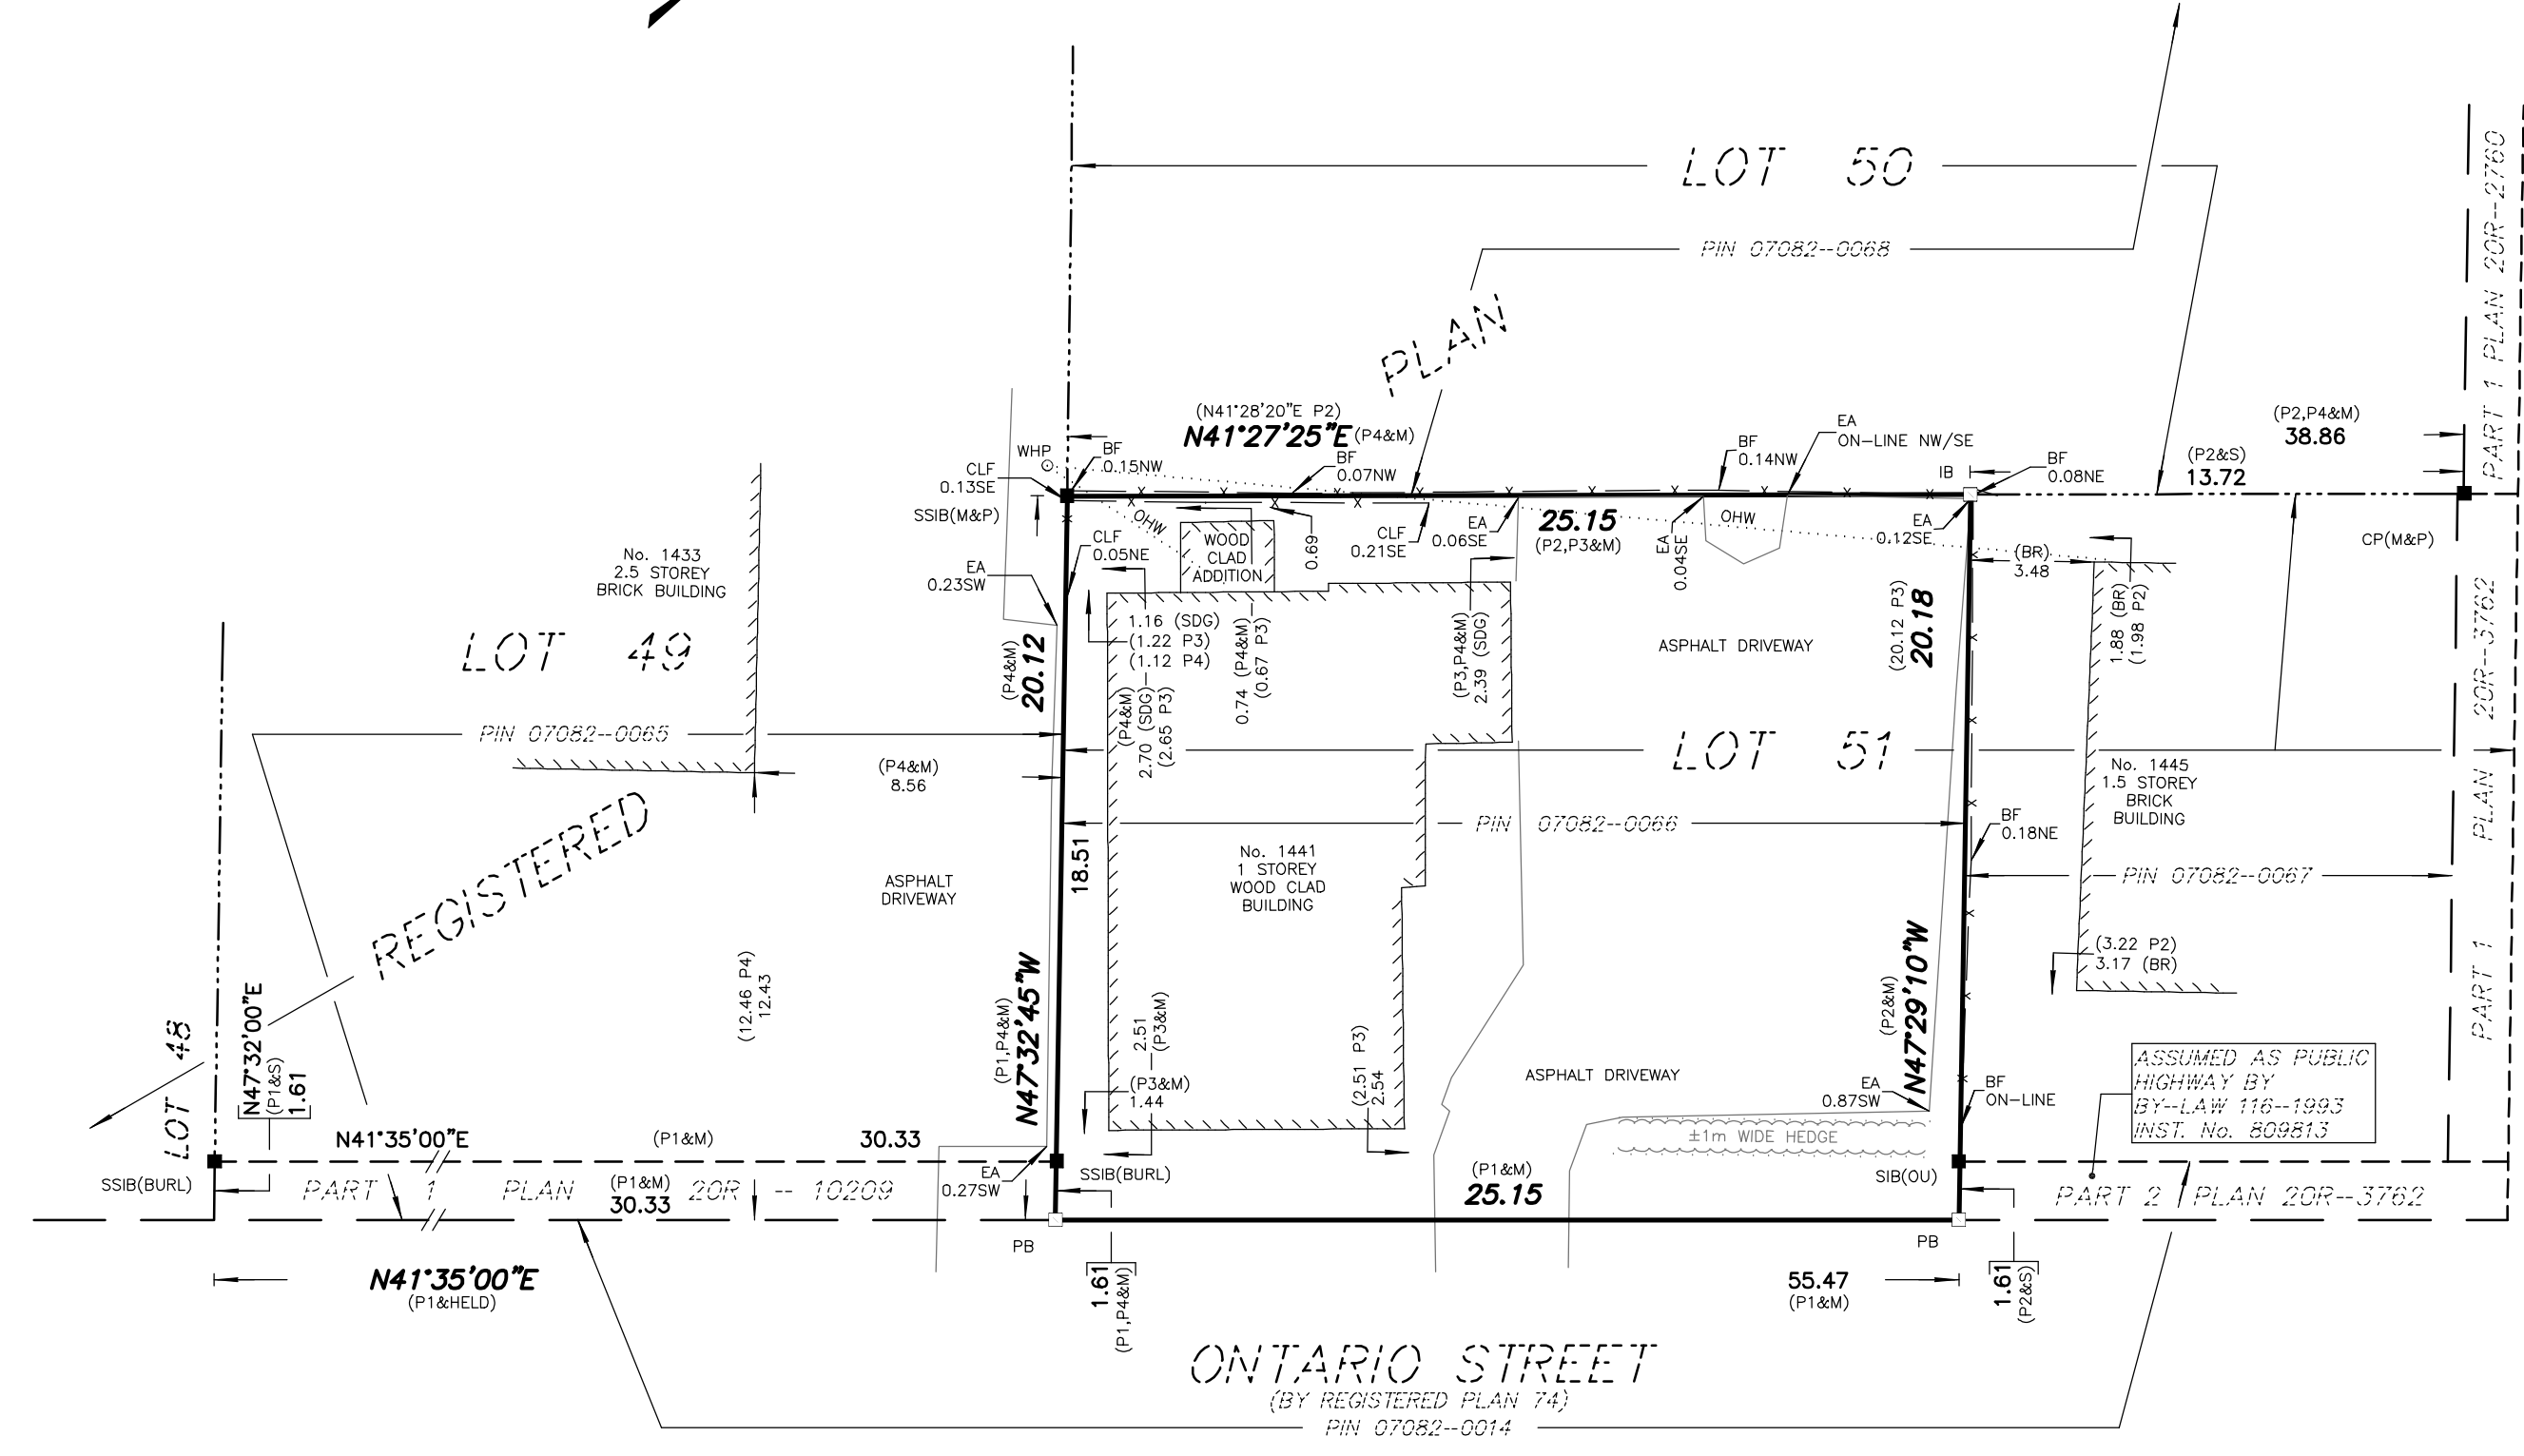 LOT 50
PIN 07082--0068
PART 1 PLAN 20R--2760
PLAN
(N41°28'20"E P2)
N41°27'25"E (P4&M)
EA
ON-LINE NW/SE
(P2,P4&M)
38.86
(P2&S)
13.72
WHP
BF
0.15NW
BF
0.07NW
BF
0.14NW
IB
BF
0.08NE
CLF
0.13SE
SSIB(M&P)
OHW
CLF
0.05NE
WOOD
CLAD
ADDITION
0.69
CLF
0.21SE
EA
0.06SE
25.15
(P2,P3&M)
EA
0.04SE
OHW
EA
0.12SE
(BR)
3.48
CP(M&P)
No. 1433
2.5 STOREY
BRICK BUILDING
EA
0.23SW
1.16 (SDG)
(1.22 P3)
(1.12 P4)
0.74 (P4&M)
(0.67 P3)
(P3,P4&M)
2.39 (SDG)
ASPHALT DRIVEWAY
(20.12 P3)
20.18
1.88 (BR)
(1.98 P2)
PART 1 PLAN 20R--3762
LOT 49
(P4&M)
20.12
(P4&M)
2.70 (SDG)
(2.65 P3)
PIN 07082--0065
LOT 51
(P4&M)
8.56
No. 1445
1.5 STOREY
BRICK
BUILDING
PIN 07082--0066
BF
0.18NE
18.51
No. 1441
1 STOREY
WOOD CLAD
BUILDING
ASPHALT
DRIVEWAY
PIN 07082--0067
REGISTERED
(12.46 P4)
12.43
(P1,P4&M)
N47°32'45"W
(P2&M)
N47°29'10"W
(3.22 P2)
3.17 (BR)
LOT 48
N47°32'00"E
(P1&S)
1.61
2.51
(P3&M)
(P3&M)
1.44
(2.51 P3)
2.54
ASPHALT DRIVEWAY
EA
0.87SW
BF
ON-LINE
ASSUMED AS PUBLIC
HIGHWAY BY
BY--LAW 116--1993
INST. No. 809813
±1m WIDE HEDGE
N41°35'00"E (P1&M) 30.33
SSIB(BURL)
PART 1 PLAN 20R -- 10209
(P1&M)
30.33
EA
0.27SW
SSIB(BURL)
(P1&M)
25.15
SIB(OU)
PART 2 PLAN 20R--3762
PB
PB
N41°35'00"E
(P1&HELD)
1.61
(P1,P4&M)
55.47
(P1&M)
1.61
(P2&S)
ONTARIO STREET
(BY REGISTERED PLAN 74)
PIN 07082--0014